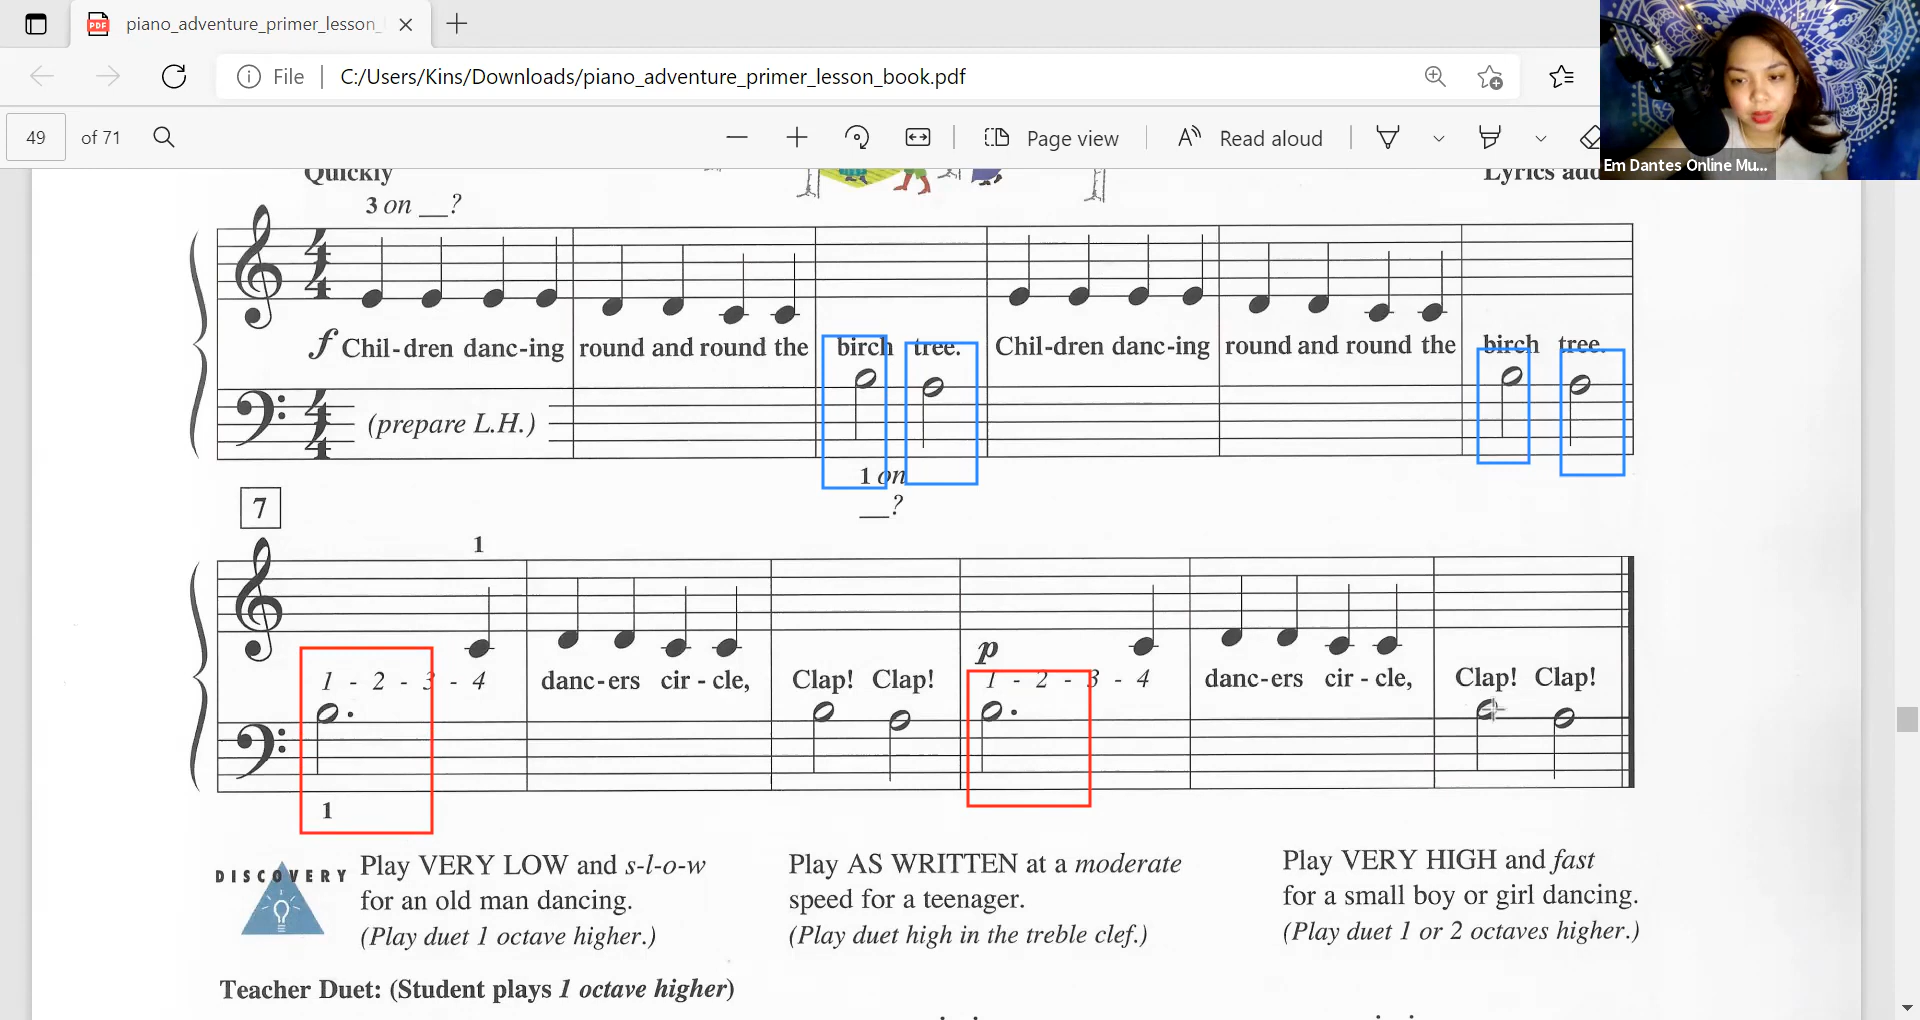 piano_adventure_primer_lesson_
File
C:/Users/Kins/Downloads/piano_adventure_primer_lesson_book.pdf
49 of 71
Page view
Read aloud
Em Dantes Online Mu...
Quickly
Lyrics add
3 on __?
f Chil-dren danc-ing round and round the birch tree. Chil-dren danc-ing round and round the birch tree.
(prepare L.H.)
1 on
__?
7
1
p
1 - 2 - 3 - 4 danc-ers cir - cle, Clap! Clap! 1 - 2 - 3 - 4 danc-ers cir - cle, Clap! Clap!
1
DISCOVERY
Play VERY LOW and s-l-o-w
for an old man dancing.
(Play duet 1 octave higher.)
Play AS WRITTEN at a moderate
speed for a teenager.
(Play duet high in the treble clef.)
Play VERY HIGH and fast
for a small boy or girl dancing.
(Play duet 1 or 2 octaves higher.)
Teacher Duet: (Student plays 1 octave higher)